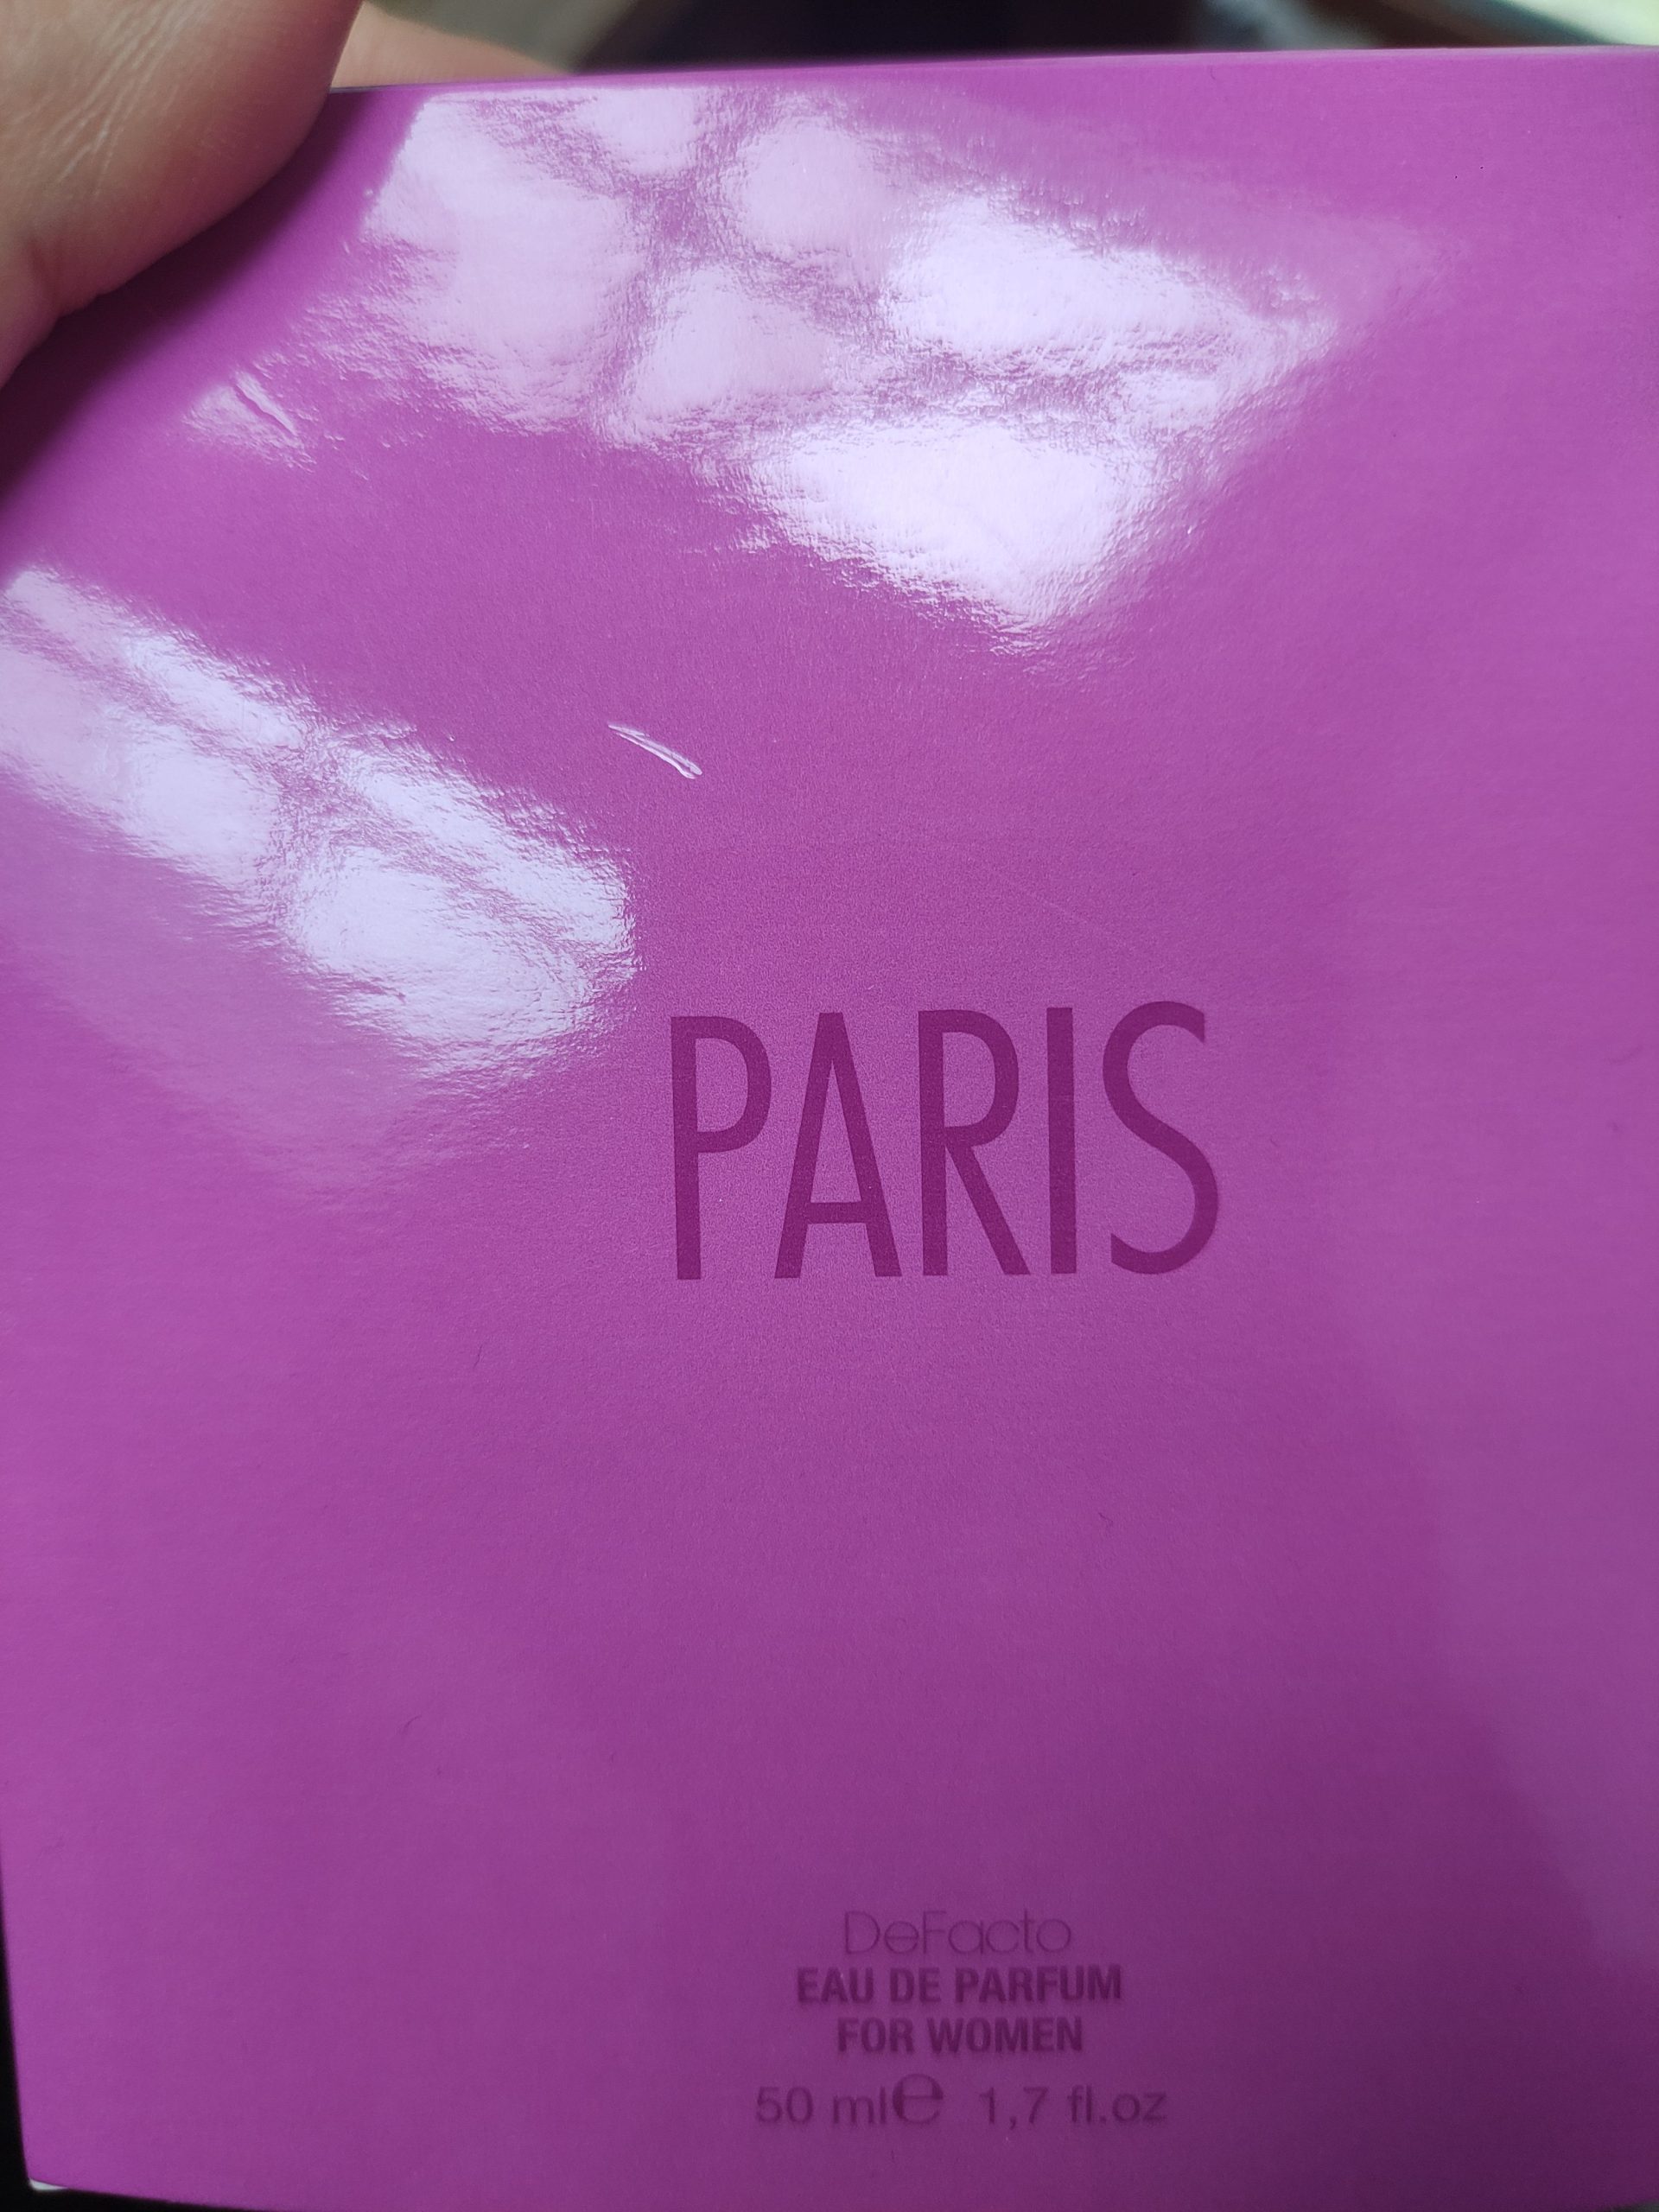 PARIS
DeFacto
EAU DE PARFUM
FOR WOMEN
50 ml℮ 1,7 fl.oz